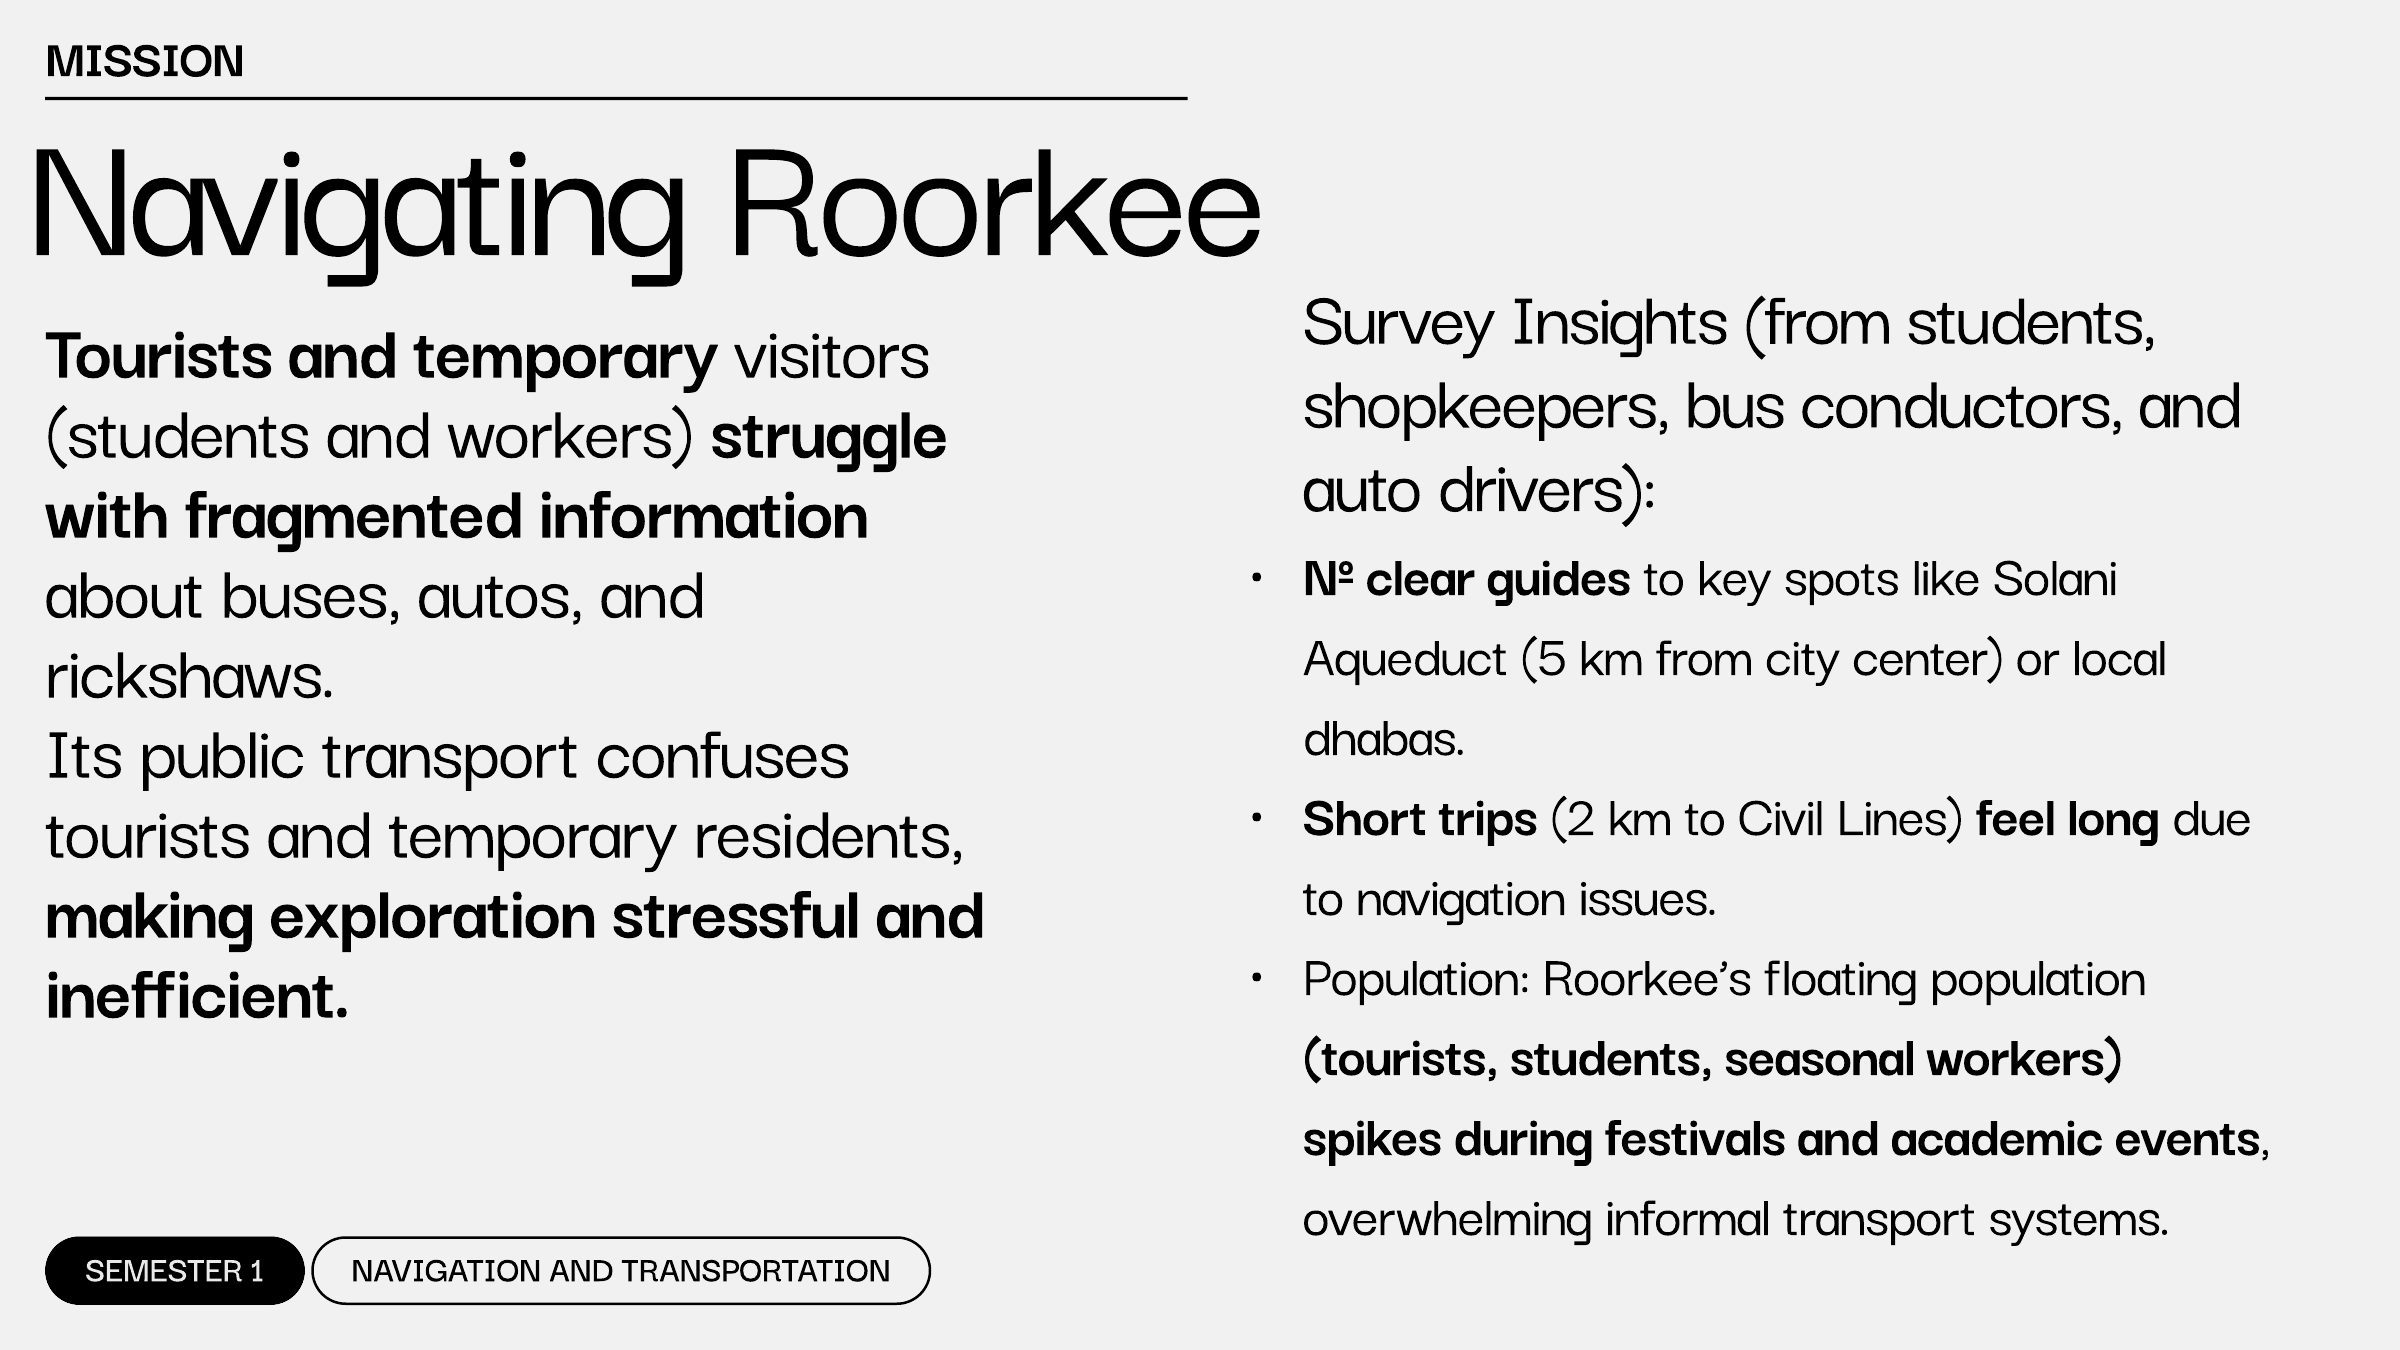 MISSION
Navigating Roorkee
Tourists and temporary visitors
(students and workers) struggle
with fragmented information
about buses, autos, and
rickshaws.
Its public transport confuses
tourists and temporary residents,
making exploration stressful and
inefficient.
Survey Insights (from students,
shopkeepers, bus conductors, and
auto drivers):
• Nº clear guides to key spots like Solani
Aqueduct (5 km from city center) or local
dhabas.
• Short trips (2 km to Civil Lines) feel long due
to navigation issues.
• Population: Roorkee’s floating population
(tourists, students, seasonal workers)
spikes during festivals and academic events,
overwhelming informal transport systems.
SEMESTER 1
NAVIGATION AND TRANSPORTATION